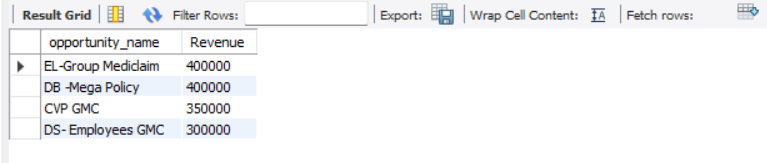 Result Grid Filter Rows: Export: Wrap Cell Content: Fetch rows:
opportunity_name Revenue
EL-Group Mediclaim 400000
DB -Mega Policy 400000
CVP GMC 350000
DS- Employees GMC 300000